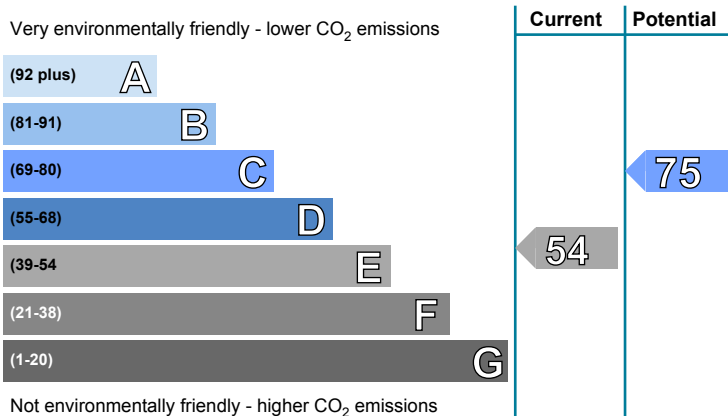 Very environmentally friendly - lower CO2 emissions
Current
Potential
(92 plus) A
(81-91) B
(69-80) C
75
(55-68) D
(39-54 E
54
(21-38) F
(1-20) G
Not environmentally friendly - higher CO2 emissions